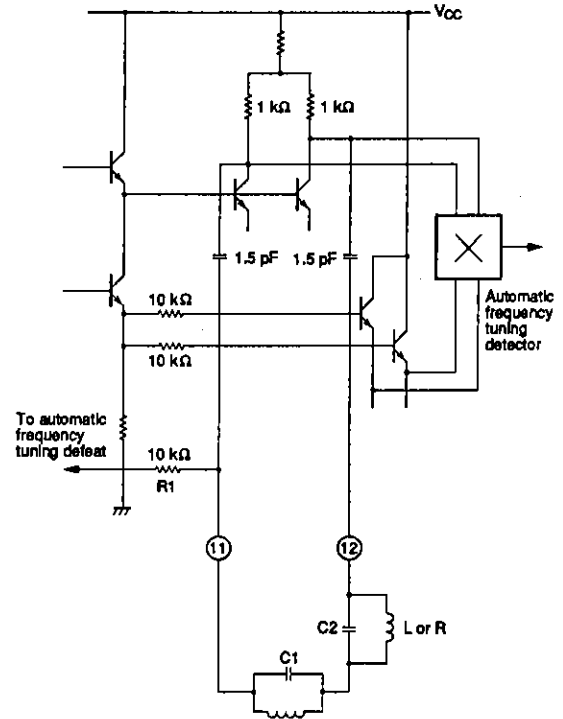 VCC
1 kΩ
1 kΩ
1.5 pF
1.5 pF
10 kΩ
10 kΩ
Automatic
frequency
tuning
detector
To automatic
frequency
tuning defeat
10 kΩ
R1
11
12
C2
L or R
C1